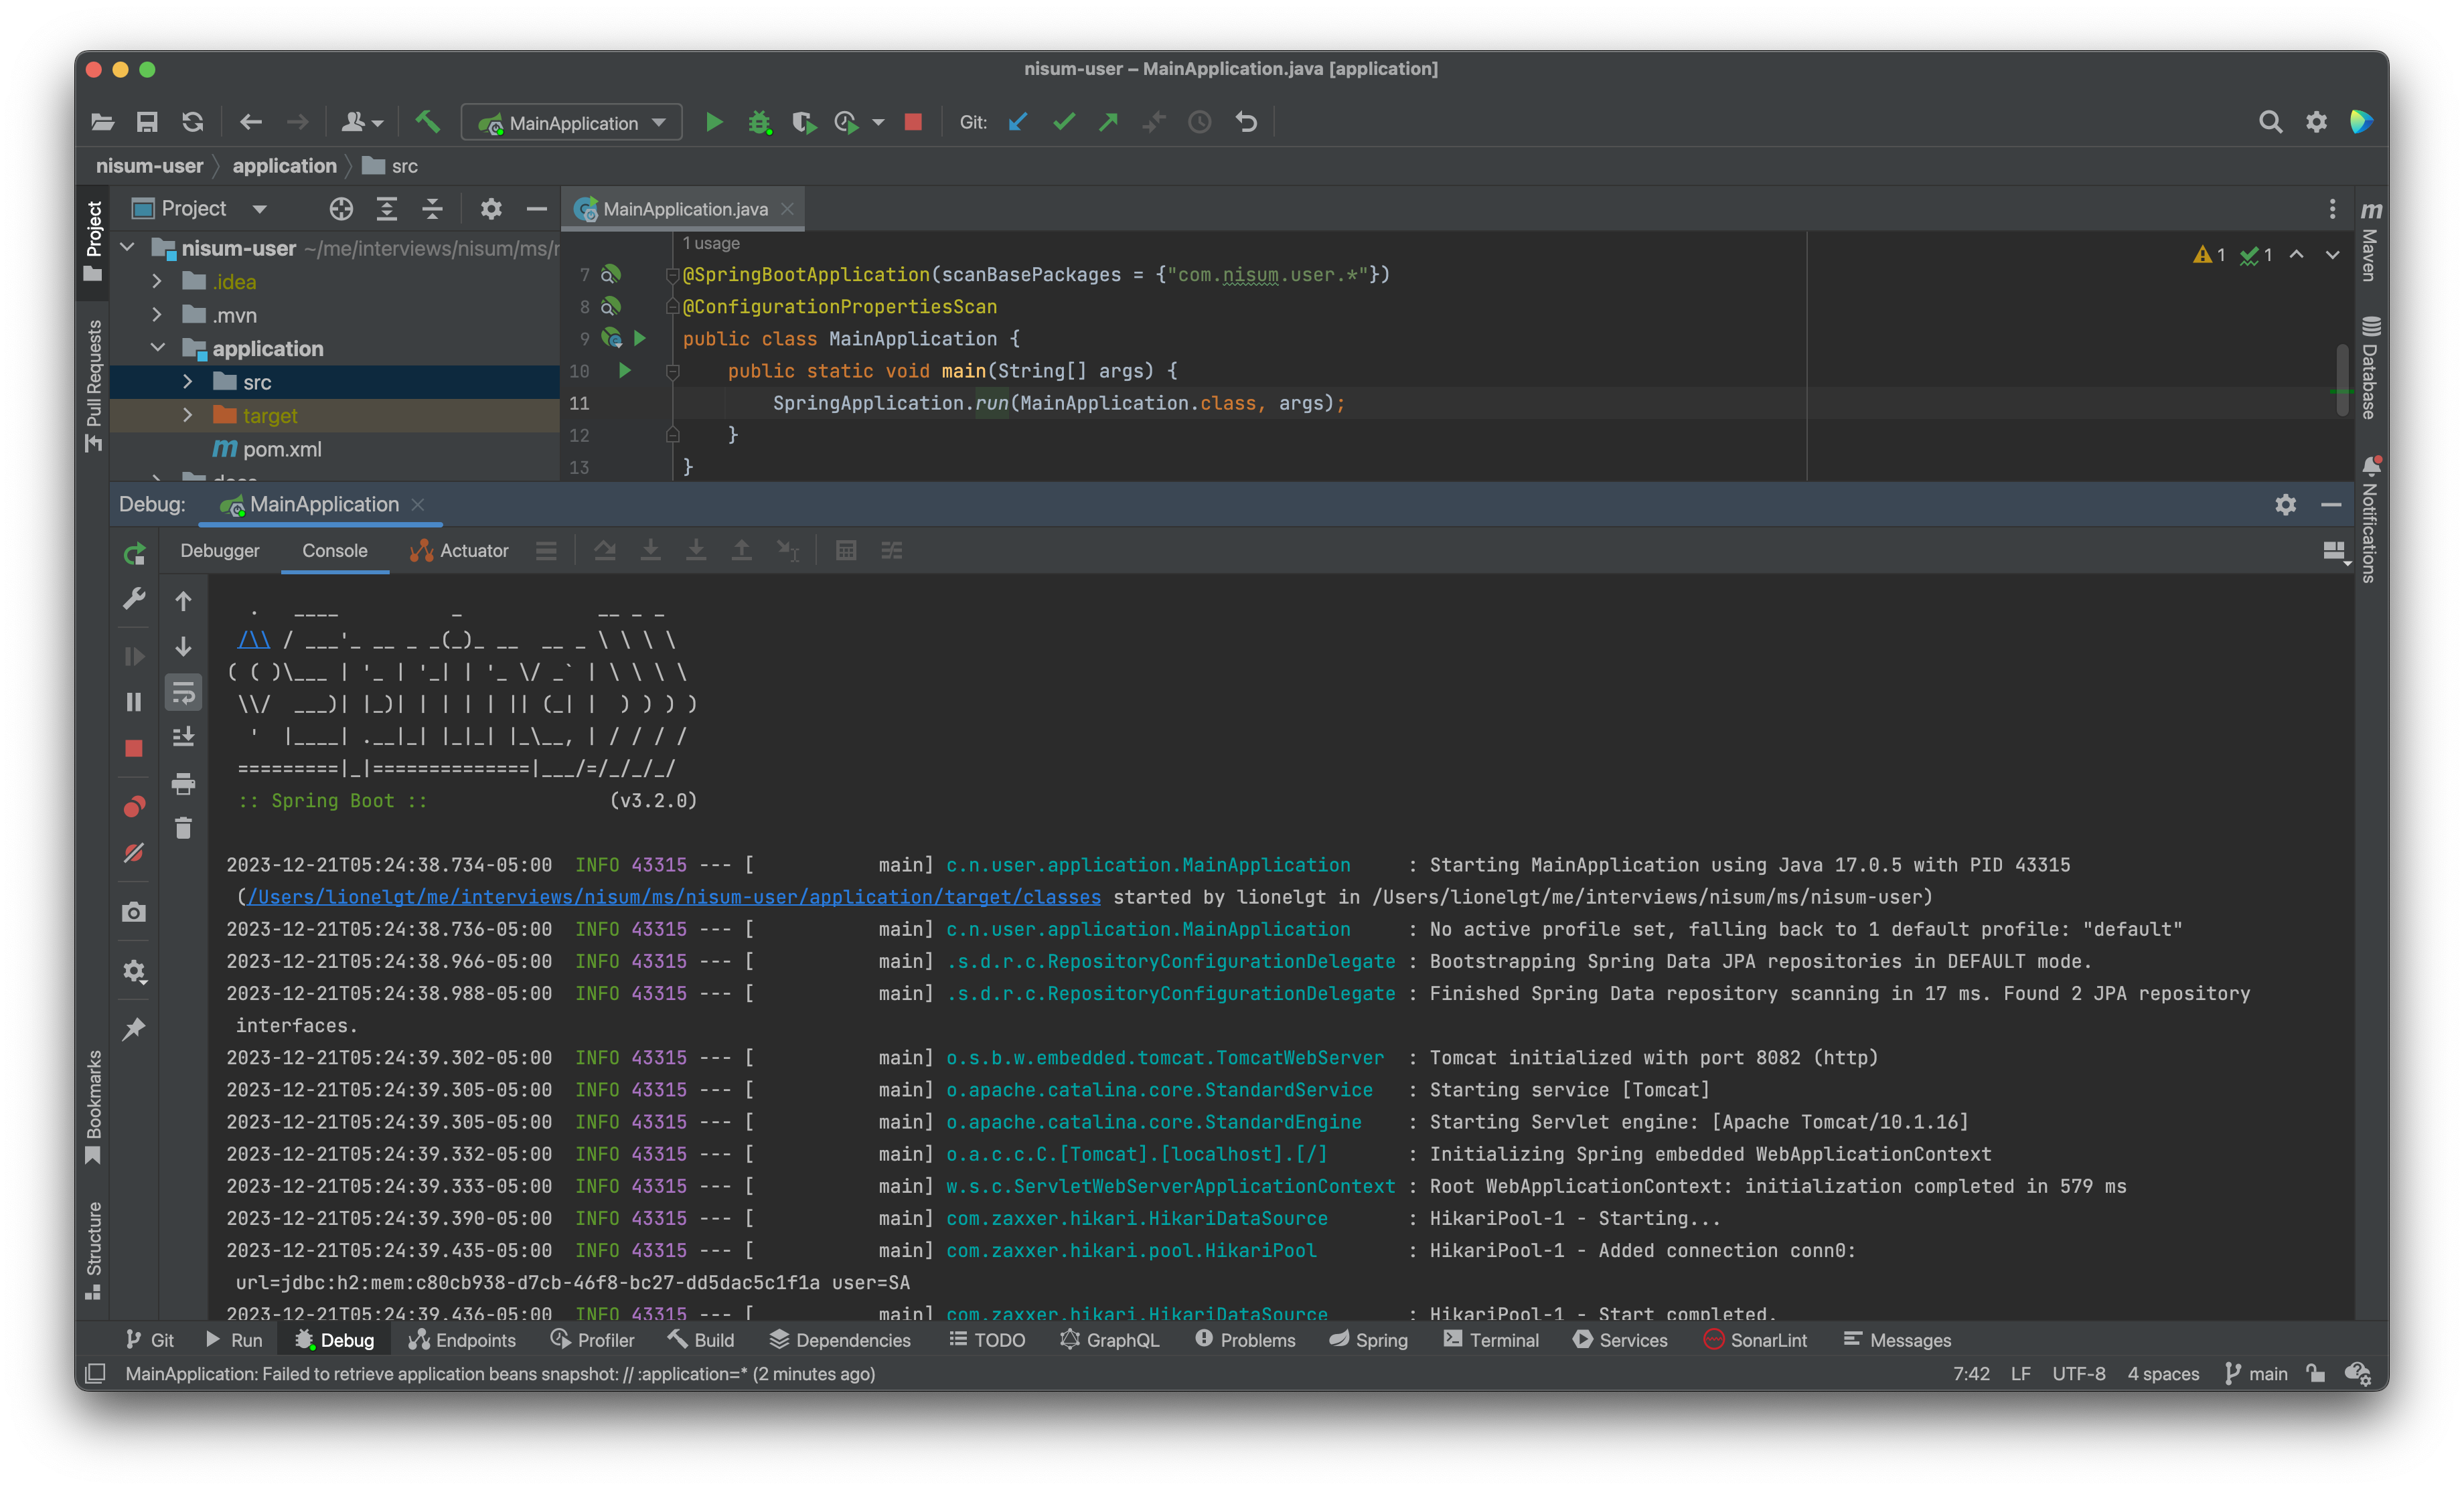 nisum-user – MainApplication.java [application]
MainApplication
Git:
nisum-user
application
src
Project
Project
MainApplication.java
m
Maven
nisum-user ~/me/interviews/nisum/ms/
.idea
.mvn
application
src
target
pom.xml
1 usage
1
1
7 @SpringBootApplication(scanBasePackages = {"com.nisum.user.*"})
8 @ConfigurationPropertiesScan
9 public class MainApplication {
10 public static void main(String[] args) {
11 SpringApplication.run(MainApplication.class, args);
12 }
13 }
Pull Requests
Database
Notifications
Debug: MainApplication
Debugger Console Actuator
  .   ____          _            __ _ _
 /\\ / ___'_ __ _ _(_)_ __  __ _ \ \ \ \
( ( )\___ | '_ | '_| | '_ \/ _` | \ \ \ \
 \\/  ___)| |_)| | | | | || (_| |  ) ) ) )
  '  |____| .__|_| |_|_| |_\__, | / / / /
 =========|_|==============|___/=/_/_/_/
 :: Spring Boot ::                (v3.2.0)
2023-12-21T05:24:38.734-05:00  INFO 43315 --- [           main] c.n.user.application.MainApplication     : Starting MainApplication using Java 17.0.5 with PID 43315
(/Users/lionelgt/me/interviews/nisum/ms/nisum-user/application/target/classes started by lionelgt in /Users/lionelgt/me/interviews/nisum/ms/nisum-user)
2023-12-21T05:24:38.736-05:00  INFO 43315 --- [           main] c.n.user.application.MainApplication     : No active profile set, falling back to 1 default profile: "default"
2023-12-21T05:24:38.966-05:00  INFO 43315 --- [           main] .s.d.r.c.RepositoryConfigurationDelegate : Bootstrapping Spring Data JPA repositories in DEFAULT mode.
2023-12-21T05:24:38.988-05:00  INFO 43315 --- [           main] .s.d.r.c.RepositoryConfigurationDelegate : Finished Spring Data repository scanning in 17 ms. Found 2 JPA repository
interfaces.
2023-12-21T05:24:39.302-05:00  INFO 43315 --- [           main] o.s.b.w.embedded.tomcat.TomcatWebServer  : Tomcat initialized with port 8082 (http)
2023-12-21T05:24:39.305-05:00  INFO 43315 --- [           main] o.apache.catalina.core.StandardService   : Starting service [Tomcat]
2023-12-21T05:24:39.305-05:00  INFO 43315 --- [           main] o.apache.catalina.core.StandardEngine    : Starting Servlet engine: [Apache Tomcat/10.1.16]
2023-12-21T05:24:39.332-05:00  INFO 43315 --- [           main] o.a.c.c.C.[Tomcat].[localhost].[/]       : Initializing Spring embedded WebApplicationContext
2023-12-21T05:24:39.333-05:00  INFO 43315 --- [           main] w.s.c.ServletWebServerApplicationContext : Root WebApplicationContext: initialization completed in 579 ms
2023-12-21T05:24:39.390-05:00  INFO 43315 --- [           main] com.zaxxer.hikari.HikariDataSource       : HikariPool-1 - Starting...
2023-12-21T05:24:39.435-05:00  INFO 43315 --- [           main] com.zaxxer.hikari.pool.HikariPool        : HikariPool-1 - Added connection conn0:
url=jdbc:h2:mem:c80cb938-d7cb-46f8-bc27-dd5dac5c1f1a user=SA
2023-12-21T05:24:39.436-05:00  INFO 43315 --- [           main] com.zaxxer.hikari.HikariDataSource       : HikariPool-1 - Start completed.
Bookmarks
Structure
Git Run Debug Endpoints Profiler Build Dependencies TODO GraphQL Problems Spring Terminal Services SonarLint Messages
MainApplication: Failed to retrieve application beans snapshot: // :application=* (2 minutes ago)
7:42 LF UTF-8 4 spaces main